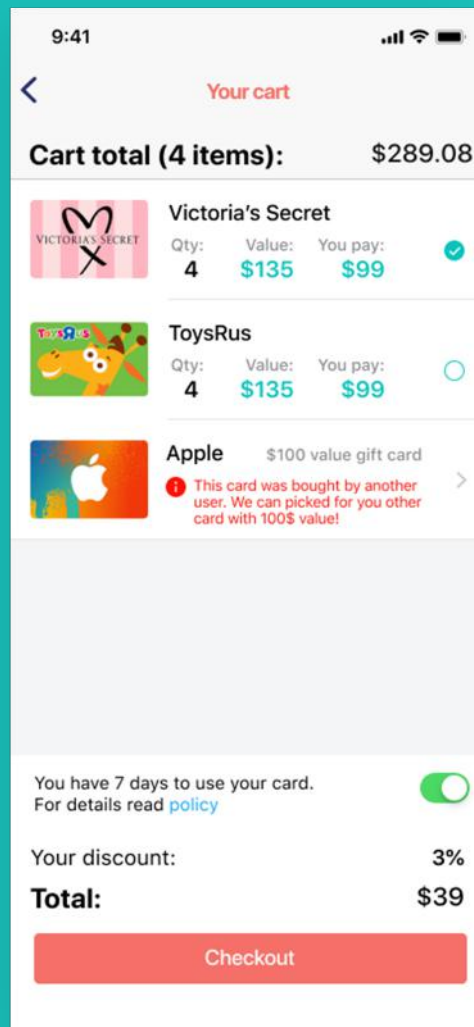 9:41
Your cart
Cart total (4 items): $289.08
VICTORIA'S SECRET
Victoria's Secret
Qty: Value: You pay:
4 $135 $99
ToysRus
ToysRus
Qty: Value: You pay:
4 $135 $99
Apple $100 value gift card
This card was bought by another
user. We can picked for you other
card with 100$ value!
You have 7 days to use your card.
For details read policy
Your discount: 3%
Total: $39
Checkout